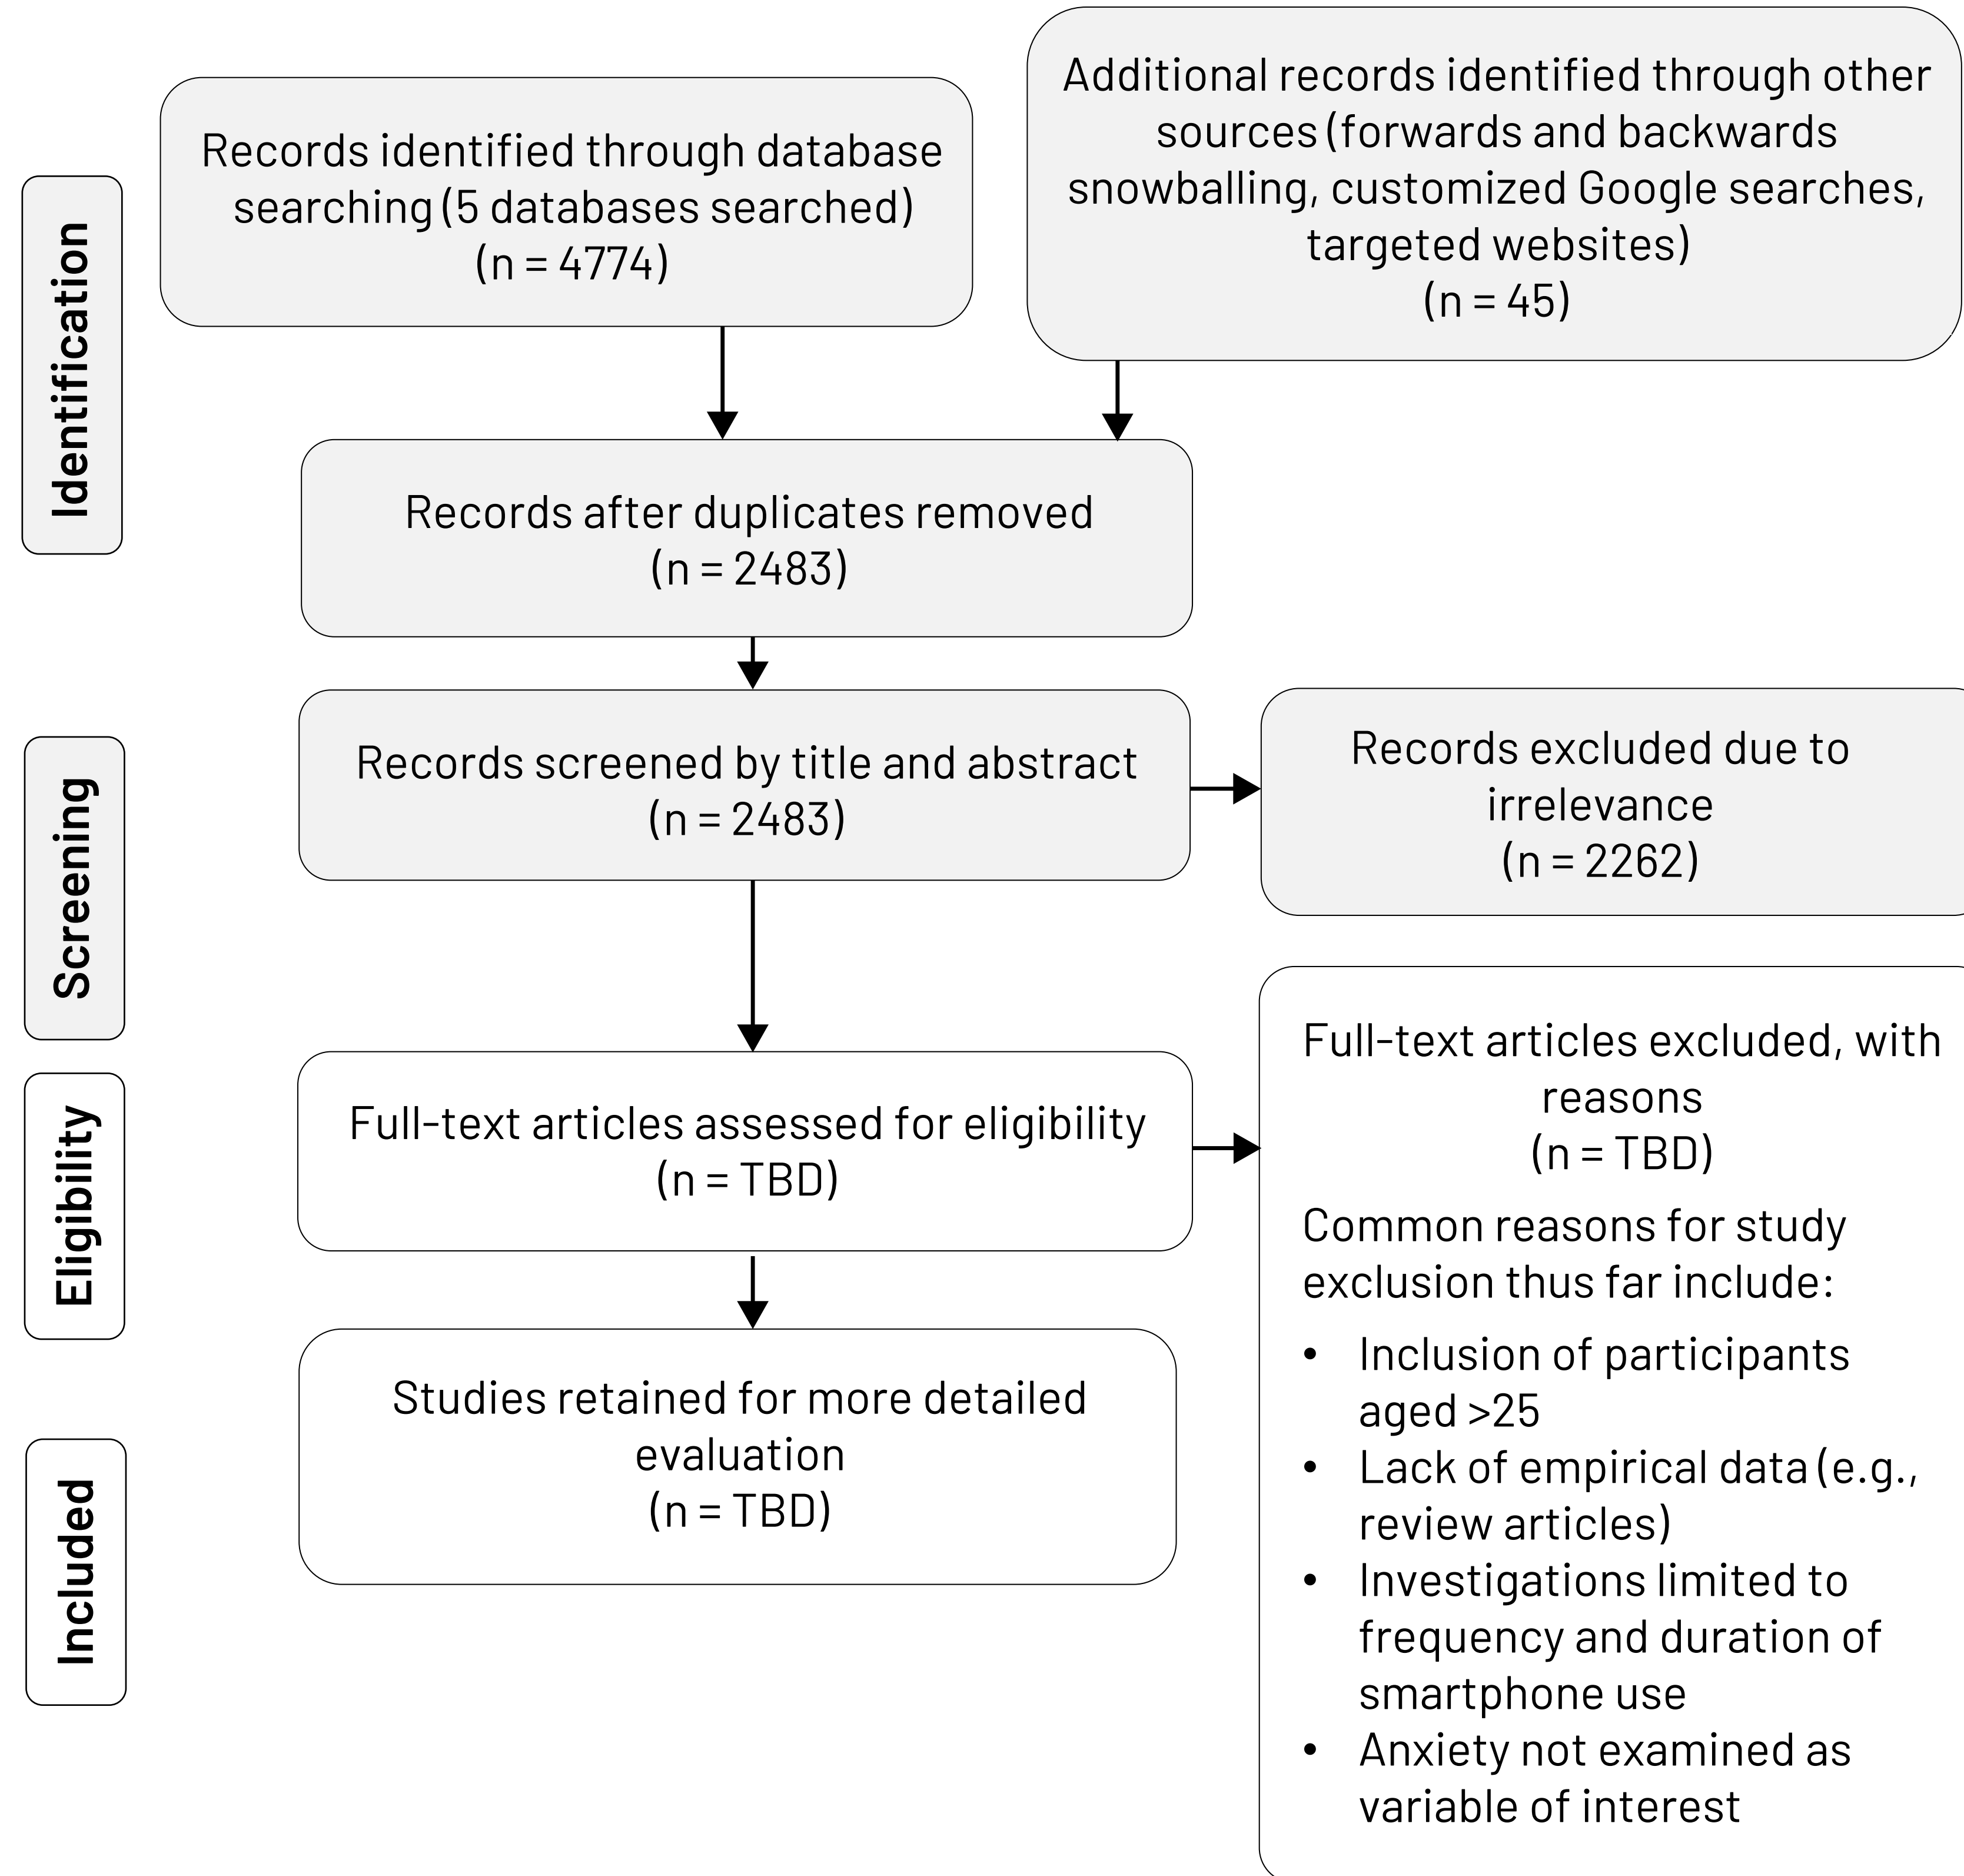 Identification
Records identified through database
searching (5 databases searched)
(n = 4774)
Additional records identified through other
sources (forwards and backwards
snowballing, customized Google searches,
targeted websites)
(n = 45)
Records after duplicates removed
(n = 2483)
Screening
Records screened by title and abstract
(n = 2483)
Records excluded due to
irrelevance
(n = 2262)
Eligibility
Full-text articles assessed for eligibility
(n = TBD)
Full-text articles excluded, with
reasons
(n = TBD)
Common reasons for study
exclusion thus far include:
• Inclusion of participants
aged >25
• Lack of empirical data (e.g.,
review articles)
• Investigations limited to
frequency and duration of
smartphone use
• Anxiety not examined as
variable of interest
Included
Studies retained for more detailed
evaluation
(n = TBD)